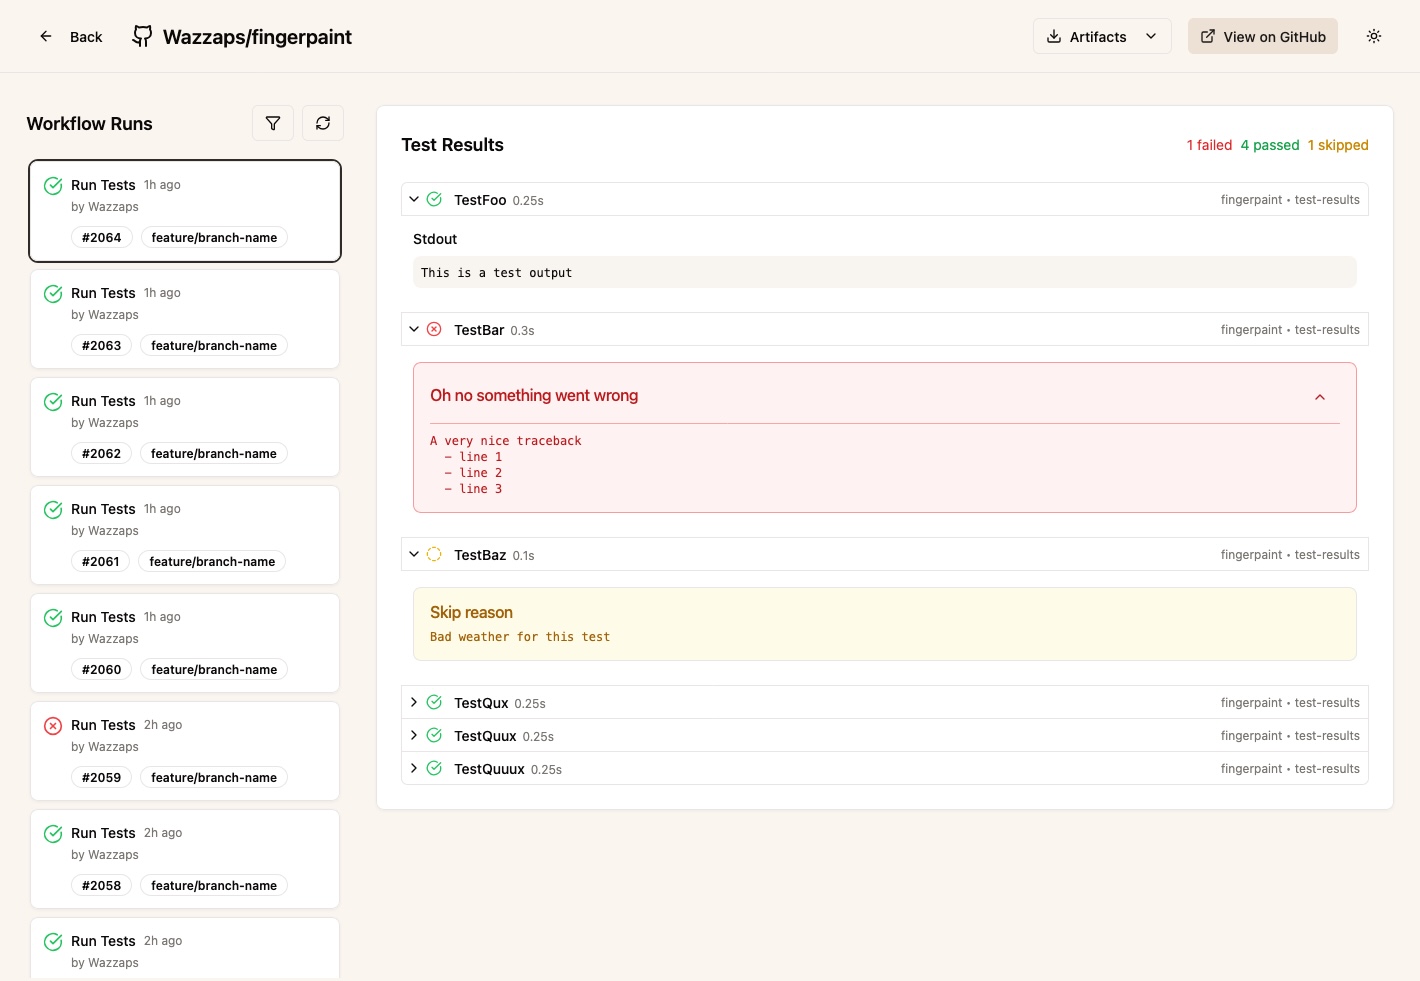 Back
Wazzaps/fingerpaint
Artifacts
View on GitHub
Workflow Runs
Run Tests 1h ago
by Wazzaps
#2064 feature/branch-name
Run Tests 1h ago
by Wazzaps
#2063 feature/branch-name
Run Tests 1h ago
by Wazzaps
#2062 feature/branch-name
Run Tests 1h ago
by Wazzaps
#2061 feature/branch-name
Run Tests 1h ago
by Wazzaps
#2060 feature/branch-name
Run Tests 2h ago
by Wazzaps
#2059 feature/branch-name
Run Tests 2h ago
by Wazzaps
#2058 feature/branch-name
Run Tests 2h ago
by Wazzaps
Test Results 1 failed 4 passed 1 skipped
TestFoo 0.25s fingerpaint • test-results
Stdout
This is a test output
TestBar 0.3s fingerpaint • test-results
Oh no something went wrong
A very nice traceback
  - line 1
  - line 2
  - line 3
TestBaz 0.1s fingerpaint • test-results
Skip reason
Bad weather for this test
TestQux 0.25s fingerpaint • test-results
TestQuux 0.25s fingerpaint • test-results
TestQuuux 0.25s fingerpaint • test-results